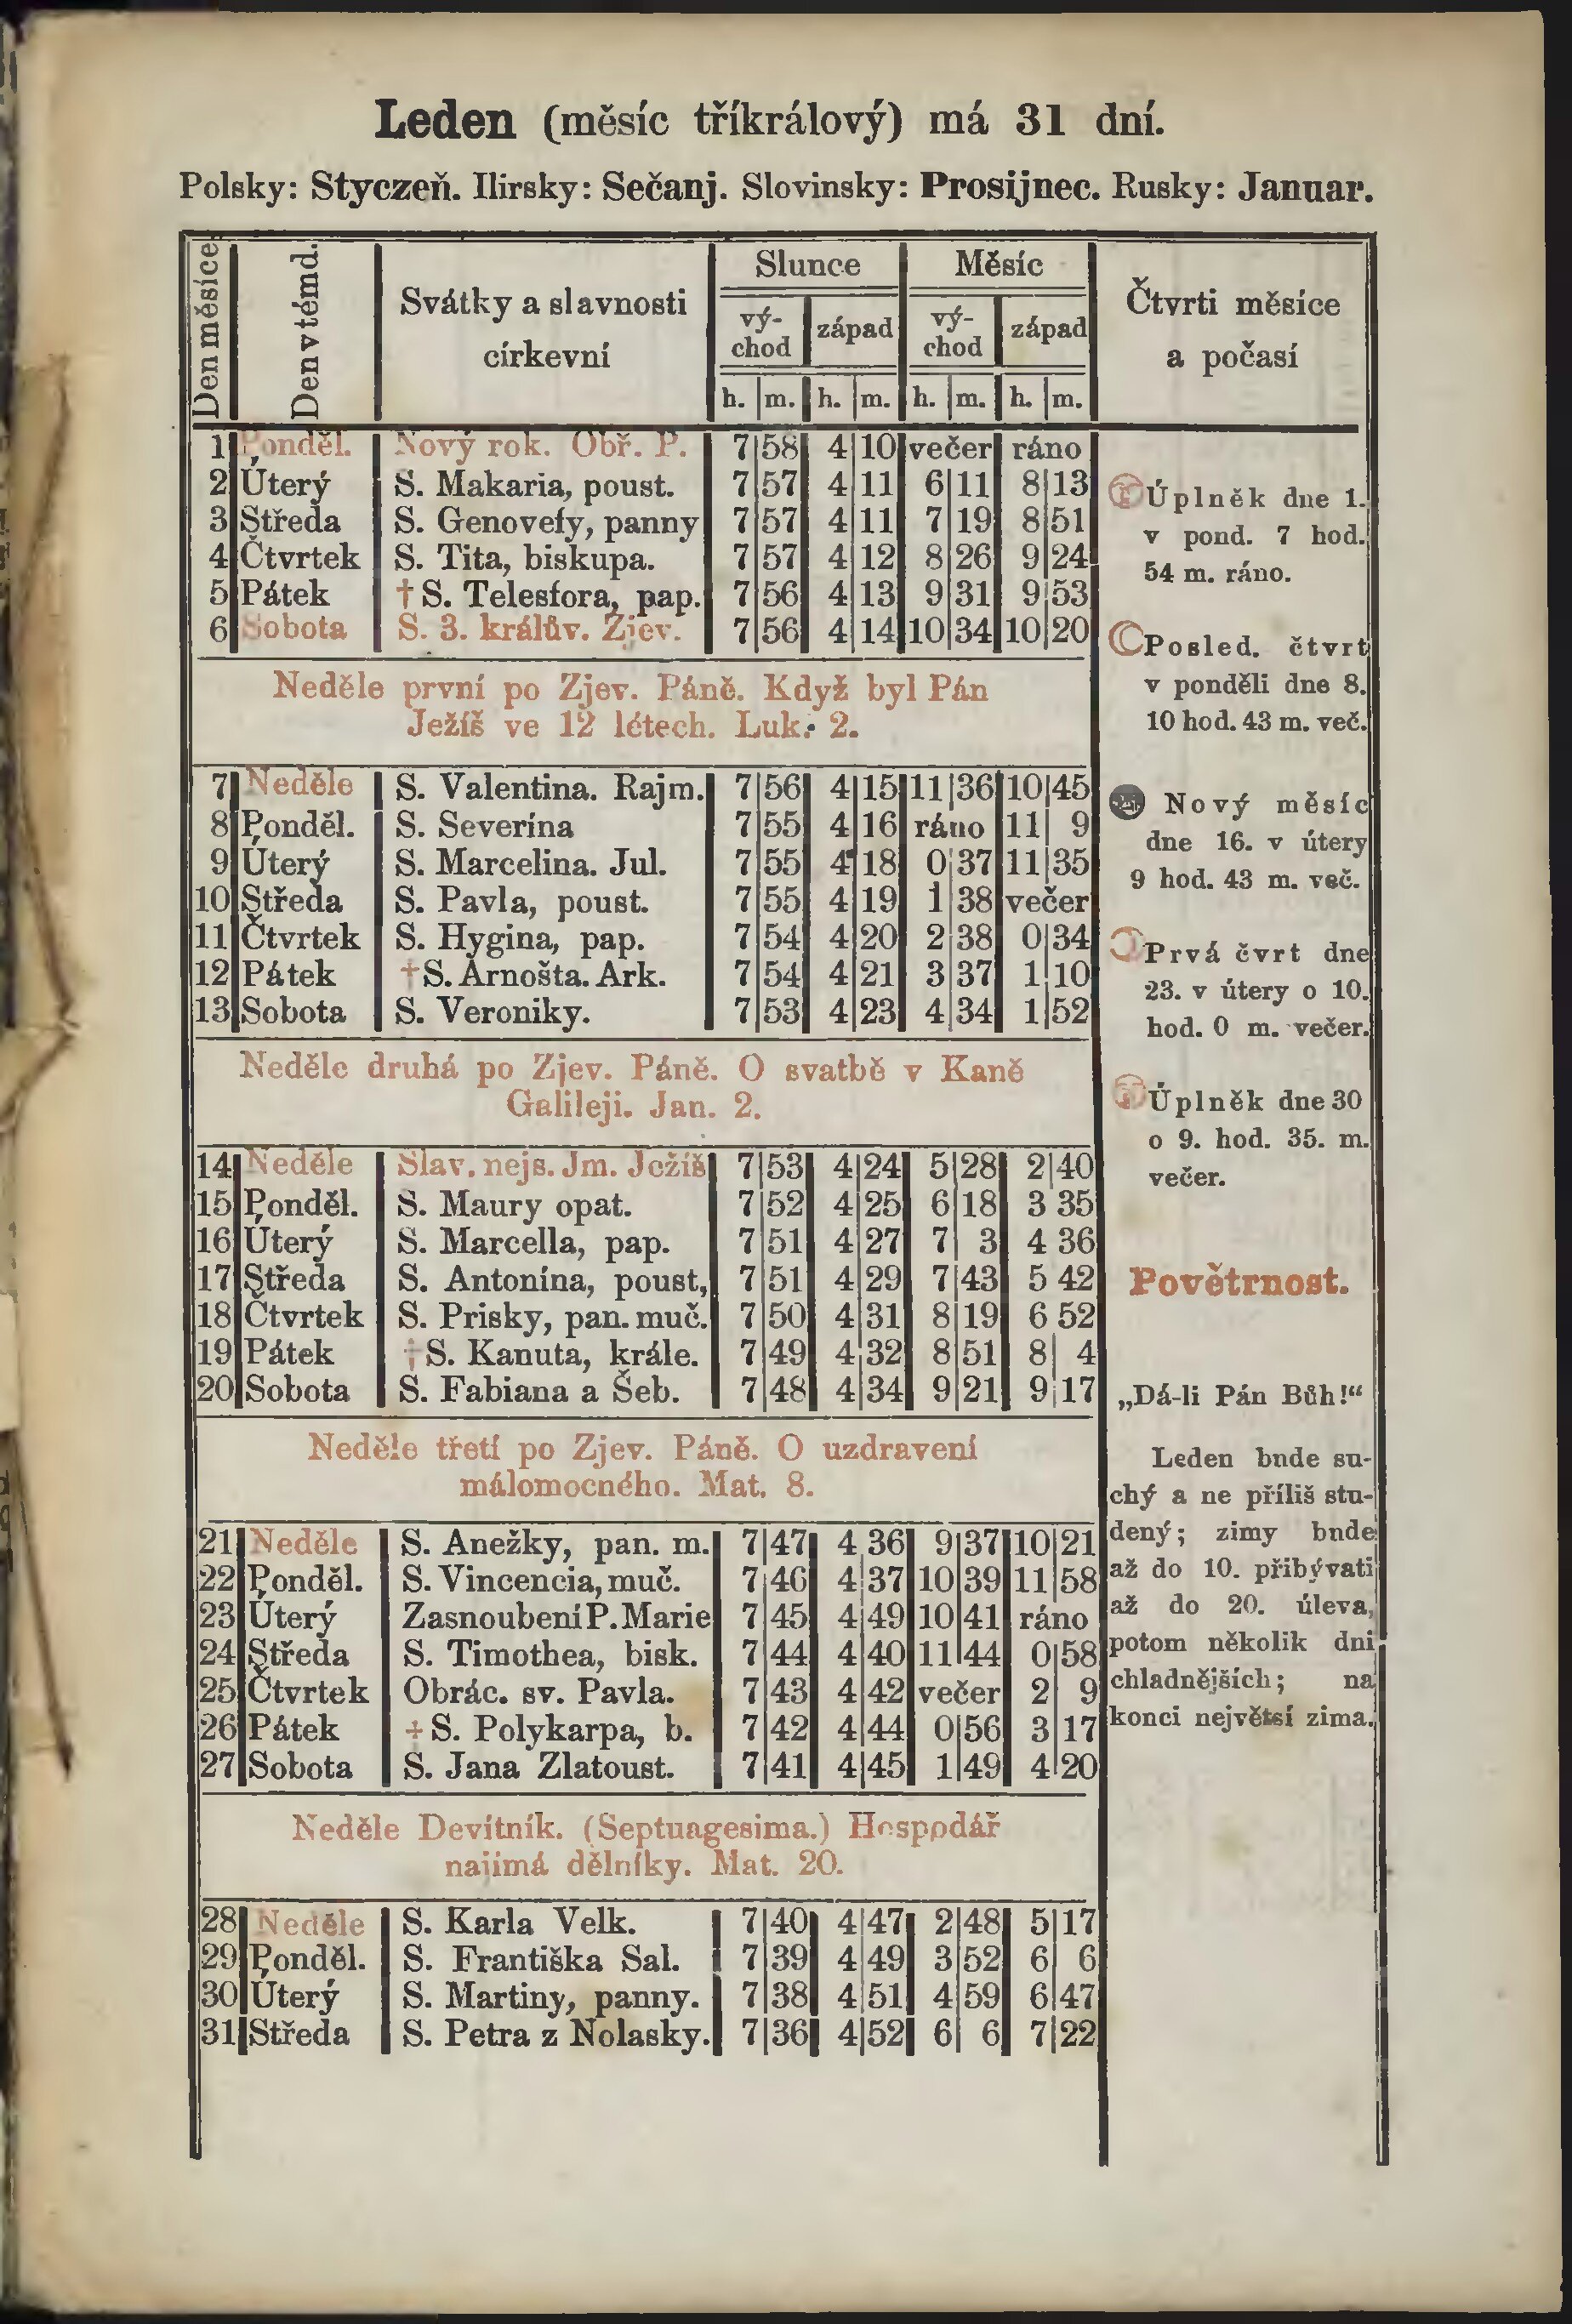 Leden (měsíc tříkrálový) má 31 dní.
Polsky: Styczeň. Ilirsky: Sečanj. Slovinsky: Prosijnec. Rusky: Januar.
Den měsíce
Den v témd.
Svátky a slavnosti církevní
Slunce
Měsíc
Čtvrti měsíce a počasí
vý-chod západ vý-chod západ
h. m. h. m. h. m. h. m.
1 Ponděl. Nový rok. Obř. P. 7 58 4 10 večer ráno
2 Úterý S. Makaria, poust. 7 57 4 11 6 11 8 13
3 Středa S. Genovefy, panny 7 57 4 11 7 19 8 51
4 Čtvrtek S. Tita, biskupa. 7 57 4 12 8 26 9 24
5 Pátek † S. Telesfora, pap. 7 56 4 13 9 31 9 53
6 Sobota S. 3. králův. Zjev. 7 56 4 14 10 34 10 20
Neděle první po Zjev. Páně. Když byl Pán
Ježíš ve 12 létech. Luk. 2.
7 Neděle S. Valentina. Rajm. 7 56 4 15 11 36 10 45
8 Ponděl. S. Severina 7 55 4 16 ráno 11 9
9 Úterý S. Marcelina. Jul. 7 55 4 18 0 37 11 35
10 Středa S. Pavla, poust. 7 55 4 19 1 38 večer
11 Čtvrtek S. Hygina, pap. 7 54 4 20 2 38 0 34
12 Pátek † S. Arnošta. Ark. 7 54 4 21 3 37 1 10
13 Sobota S. Veroniky. 7 53 4 23 4 34 1 52
Neděle druhá po Zjev. Páně. O svatbě v Kaně
Galileji. Jan. 2.
14 Neděle Slav. nejs. Jm. Ježíš 7 53 4 24 5 28 2 40
15 Ponděl. S. Maury opat. 7 52 4 25 6 18 3 35
16 Úterý S. Marcella, pap. 7 51 4 27 7 3 4 36
17 Středa S. Antonína, poust, 7 51 4 29 7 43 5 42
18 Čtvrtek S. Prisky, pan. muč. 7 50 4 31 8 19 6 52
19 Pátek † S. Kanuta, krále. 7 49 4 32 8 51 8 4
20 Sobota S. Fabiana a Šeb. 7 48 4 34 9 21 9 17
Neděle třetí po Zjev. Páně. O uzdravení
málomocného. Mat. 8.
21 Neděle S. Anežky, pan. m. 7 47 4 36 9 37 10 21
22 Ponděl. S. Vincencia, muč. 7 46 4 37 10 39 11 58
23 Úterý Zasnoubení P. Marie 7 45 4 49 10 41 ráno
24 Středa S. Timothea, bisk. 7 44 4 40 11 44 0 58
25 Čtvrtek Obrác. sv. Pavla. 7 43 4 42 večer 2 9
26 Pátek † S. Polykarpa, b. 7 42 4 44 0 56 3 17
27 Sobota S. Jana Zlatoust. 7 41 4 45 1 49 4 20
Neděle Devítník. (Septuagesima.) Hospodář
najímá dělníky. Mat. 20.
28 Neděle S. Karla Velk. 7 40 4 47 2 48 5 17
29 Ponděl. S. Františka Sal. 7 39 4 49 3 52 6 6
30 Úterý S. Martiny, panny. 7 38 4 51 4 59 6 47
31 Středa S. Petra z Nolasky. 7 36 4 52 6 6 7 22
Úplněk dne 1.
v pond. 7 hod.
54 m. ráno.
Posled. čtvrt
v ponděli dne 8.
10 hod. 43 m. več.
Nový měsíc
dne 16. v útery
9 hod. 43 m. več.
Prvá čvrt dne
23. v útery o 10.
hod. 0 m. večer.
Úplněk dne 30
o 9. hod. 35. m.
večer.
Povětrnost.
„Dá-li Pán Bůh!“
Leden bude su-
chý a ne příliš stu-
dený; zimy bude
až do 10. přibývati
až do 20. úleva,
potom několik dni
chladnějších; na
konci největsí zima.